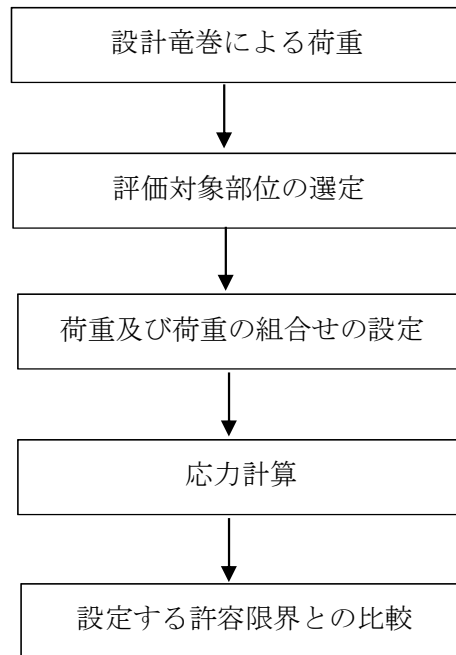 設計竜巻による荷重
評価対象部位の選定
荷重及び荷重の組合せの設定
応力計算
設定する許容限界との比較